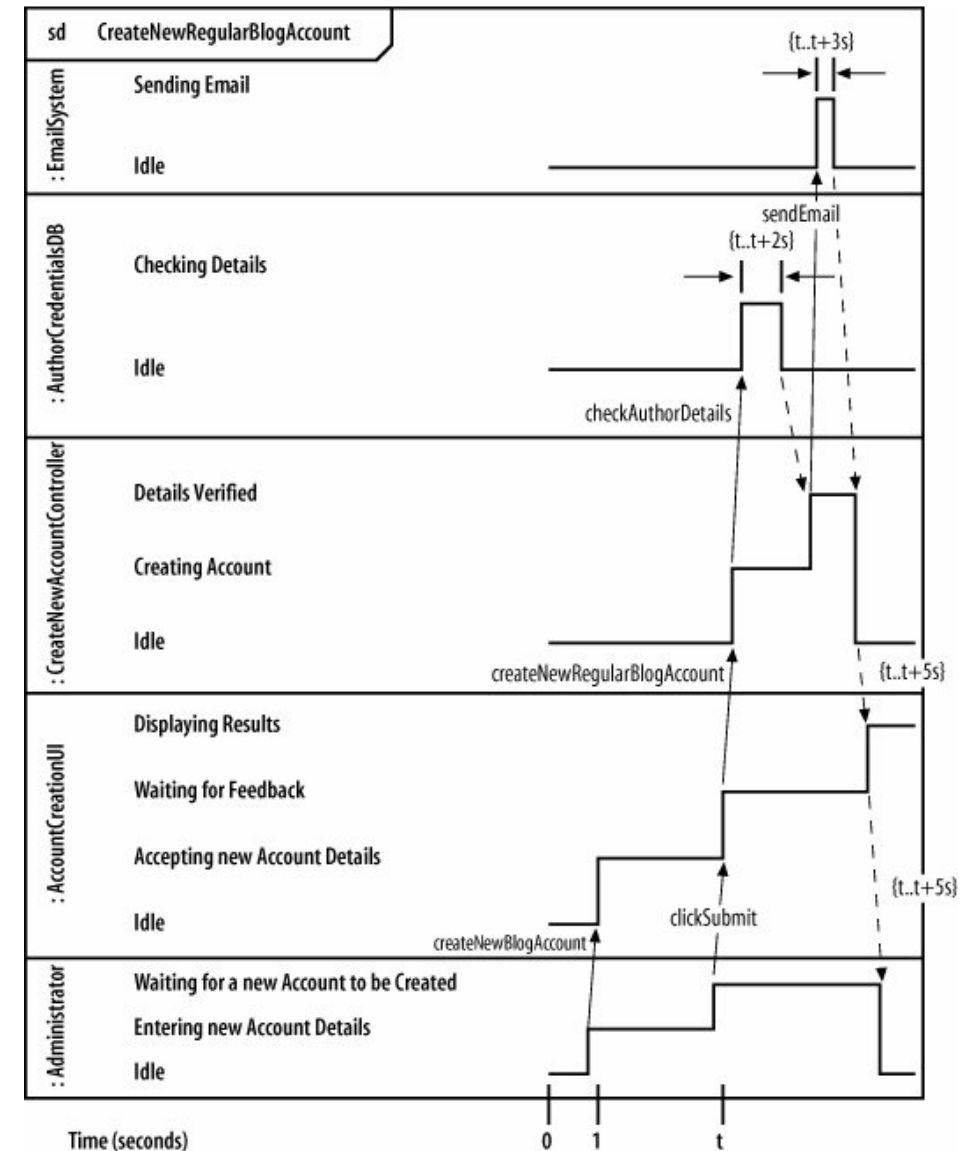 sd CreateNewRegularBlogAccount
{t..t+3s}
: EmailSystem
Sending Email
Idle
sendEmail
{t..t+2s}
: AuthorCredentialsDB
Checking Details
Idle
checkAuthorDetails
: CreateNewAccountController
Details Verified
Creating Account
Idle
createNewRegularBlogAccount
{t..t+5s}
: AccountCreationUI
Displaying Results
Waiting for Feedback
Accepting new Account Details
{t..t+5s}
Idle
clickSubmit
createNewBlogAccount
: Administrator
Waiting for a new Account to be Created
Entering new Account Details
Idle
Time (seconds) 0 1 t